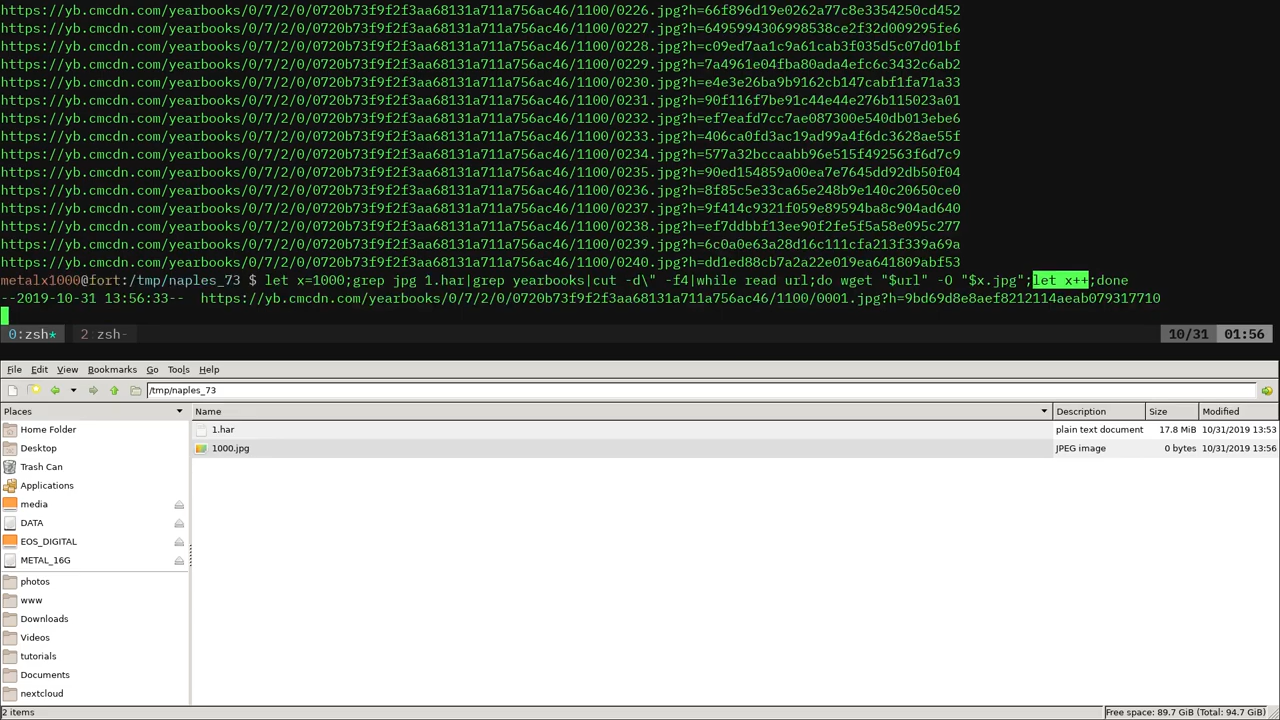 https://yb.cmcdn.com/yearbooks/0/7/2/0/0720b73f9f2f3aa68131a711a756ac46/1100/0226.jpg?h=66f896d19e0262a77c8e3354250cd452
https://yb.cmcdn.com/yearbooks/0/7/2/0/0720b73f9f2f3aa68131a711a756ac46/1100/0227.jpg?h=6495994306998538ce2f32d009295fe6
https://yb.cmcdn.com/yearbooks/0/7/2/0/0720b73f9f2f3aa68131a711a756ac46/1100/0228.jpg?h=c09ed7aa1c9a61cab3f035d5c07d01bf
https://yb.cmcdn.com/yearbooks/0/7/2/0/0720b73f9f2f3aa68131a711a756ac46/1100/0229.jpg?h=7a4961e04fba80ada4efc6c3432c6ab2
https://yb.cmcdn.com/yearbooks/0/7/2/0/0720b73f9f2f3aa68131a711a756ac46/1100/0230.jpg?h=e4e3e26ba9b9162cb147cabf1fa71a33
https://yb.cmcdn.com/yearbooks/0/7/2/0/0720b73f9f2f3aa68131a711a756ac46/1100/0231.jpg?h=90f116f7be91c44e44e276b115023a01
https://yb.cmcdn.com/yearbooks/0/7/2/0/0720b73f9f2f3aa68131a711a756ac46/1100/0232.jpg?h=ef7eafd7cc7ae087300e540db013ebe6
https://yb.cmcdn.com/yearbooks/0/7/2/0/0720b73f9f2f3aa68131a711a756ac46/1100/0233.jpg?h=406ca0fd3ac19ad99a4f6dc3628ae55f
https://yb.cmcdn.com/yearbooks/0/7/2/0/0720b73f9f2f3aa68131a711a756ac46/1100/0234.jpg?h=577a32bccaabb96e515f492563f6d7c9
https://yb.cmcdn.com/yearbooks/0/7/2/0/0720b73f9f2f3aa68131a711a756ac46/1100/0235.jpg?h=90ed154859a00ea7e7645dd92db50f04
https://yb.cmcdn.com/yearbooks/0/7/2/0/0720b73f9f2f3aa68131a711a756ac46/1100/0236.jpg?h=8f85c5e33ca65e248b9e140c20650ce0
https://yb.cmcdn.com/yearbooks/0/7/2/0/0720b73f9f2f3aa68131a711a756ac46/1100/0237.jpg?h=9f414c9321f059e89594ba8c904ad640
https://yb.cmcdn.com/yearbooks/0/7/2/0/0720b73f9f2f3aa68131a711a756ac46/1100/0238.jpg?h=ef7ddbbf13ee90f2fe5f5a58e095c277
https://yb.cmcdn.com/yearbooks/0/7/2/0/0720b73f9f2f3aa68131a711a756ac46/1100/0239.jpg?h=6c0a0e63a28d16c111cfa213f339a69a
https://yb.cmcdn.com/yearbooks/0/7/2/0/0720b73f9f2f3aa68131a711a756ac46/1100/0240.jpg?h=dd1ed88cb7a2a22e019ea641809abf53
metalx1000@fort:/tmp/naples_73 $ let x=1000;grep jpg 1.har|grep yearbooks|cut -d\" -f4|while read url;do wget "$url" -O "$x.jpg";let x++;done
--2019-10-31 13:56:33--  https://yb.cmcdn.com/yearbooks/0/7/2/0/0720b73f9f2f3aa68131a711a756ac46/1100/0001.jpg?h=9bd69d8e8aef8212114aeab079317710
0:zsh* 2 zsh- 10/31 01:56
File Edit View Bookmarks Go Tools Help
/tmp/naples_73
Places Name Description Size Modified
Home Folder 1.har plain text document 17.8 MiB 10/31/2019 13:53
Desktop 1000.jpg JPEG image 0 bytes 10/31/2019 13:56
Trash Can
Applications
media
DATA
EOS_DIGITAL
METAL_16G
photos
www
Downloads
Videos
tutorials
Documents
nextcloud
2 items Free space: 89.7 GiB (Total: 94.7 GiB)